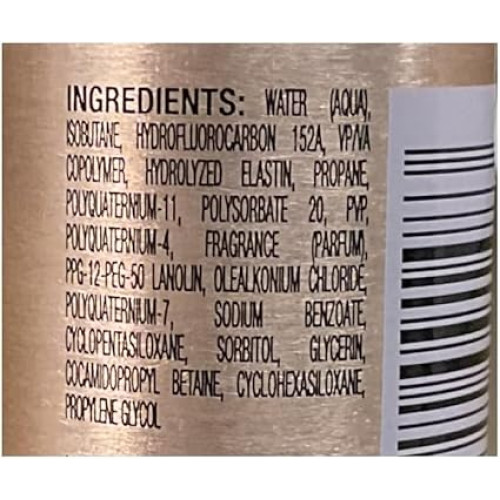 INGREDIENTS: WATER (AQUA),
ISOBUTANE, HYDROFLUOROCARBON 152A, VP/VA
COPOLYMER, HYDROLYZED ELASTIN, PROPANE,
POLYQUATERNIUM-11, POLYSORBATE 20, PVP,
POLYQUATERNIUM-4, FRAGRANCE (PARFUM),
PPG-12-PEG-50 LANOLIN, OLEALKONIUM CHLORIDE,
POLYQUATERNIUM-7, SODIUM BENZOATE,
CYCLOPENTASILOXANE, SORBITOL, GLYCERIN,
COCAMIDOPROPYL BETAINE, CYCLOHEXASILOXANE,
PROPYLENE GLYCOL